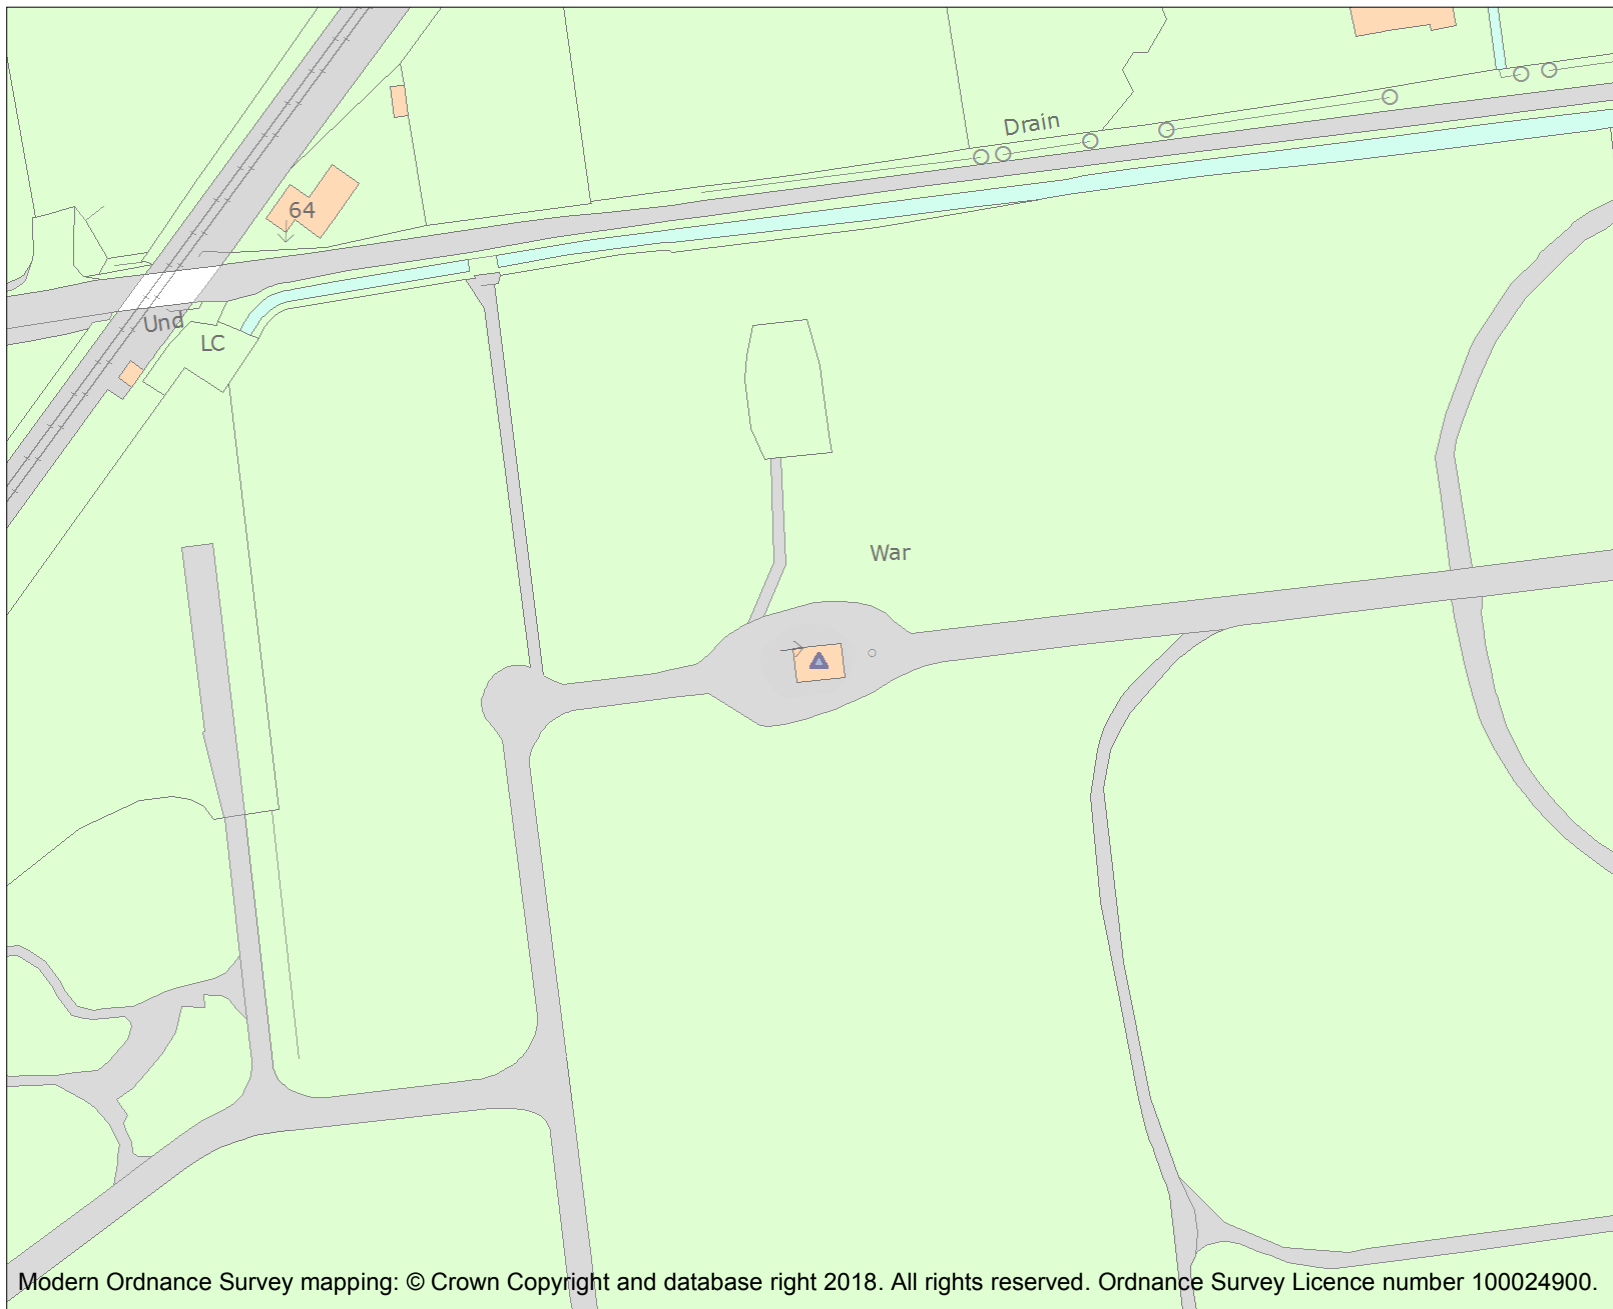 Drain
64
Und
LC
War
Modern Ordnance Survey mapping: © Crown Copyright and database right 2018. All rights reserved. Ordnance Survey Licence number 100024900.